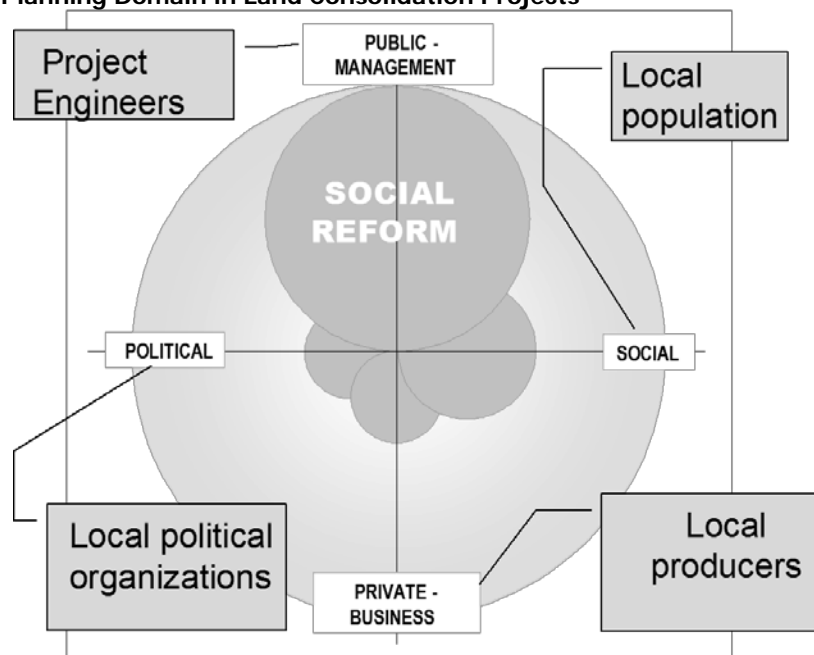 Planning Domain in Land Consolidation Projects
Project
Engineers
PUBLIC -
MANAGEMENT
Local
population
SOCIAL
REFORM
POLITICAL
SOCIAL
Local political
organizations
PRIVATE -
BUSINESS
Local
producers